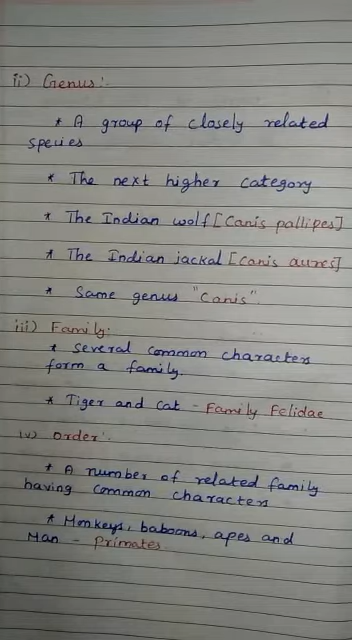 ii) Genus:-
* A group of closely related
species
* The next higher category
* The Indian wolf [Canis pallipes]
* The Indian jackal [Canis aures]
* Same genus "Canis".
iii) Family:
* several common characters
form a family.
* Tiger and cat - Family Felidae
iv) order:-
* A number of related family
having common characters
* Monkeys, baboons, apes and
Man - Primates